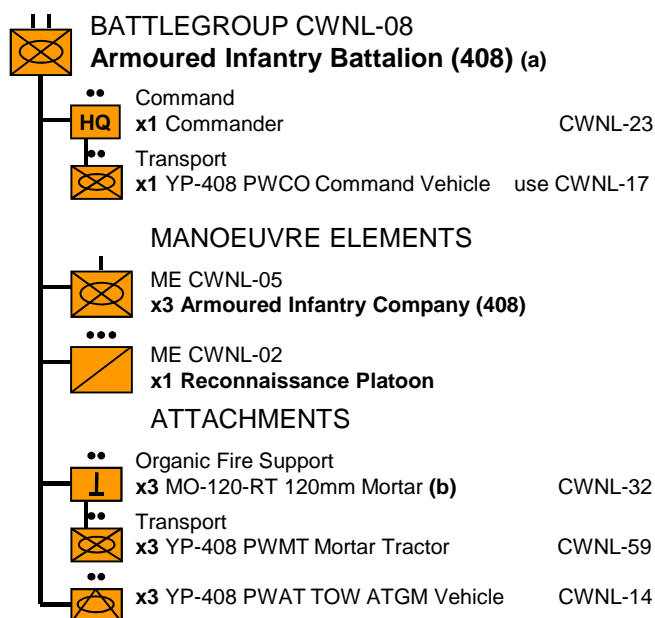 BATTLEGROUP CWNL-08
Armoured Infantry Battalion (408) (a)
Command
HQ x1 Commander CWNL-23
Transport
x1 YP-408 PWCO Command Vehicle use CWNL-17
MANOEUVRE ELEMENTS
ME CWNL-05
x3 Armoured Infantry Company (408)
ME CWNL-02
x1 Reconnaissance Platoon
ATTACHMENTS
Organic Fire Support
x3 MO-120-RT 120mm Mortar (b) CWNL-32
Transport
x3 YP-408 PWMT Mortar Tractor CWNL-59
x3 YP-408 PWAT TOW ATGM Vehicle CWNL-14